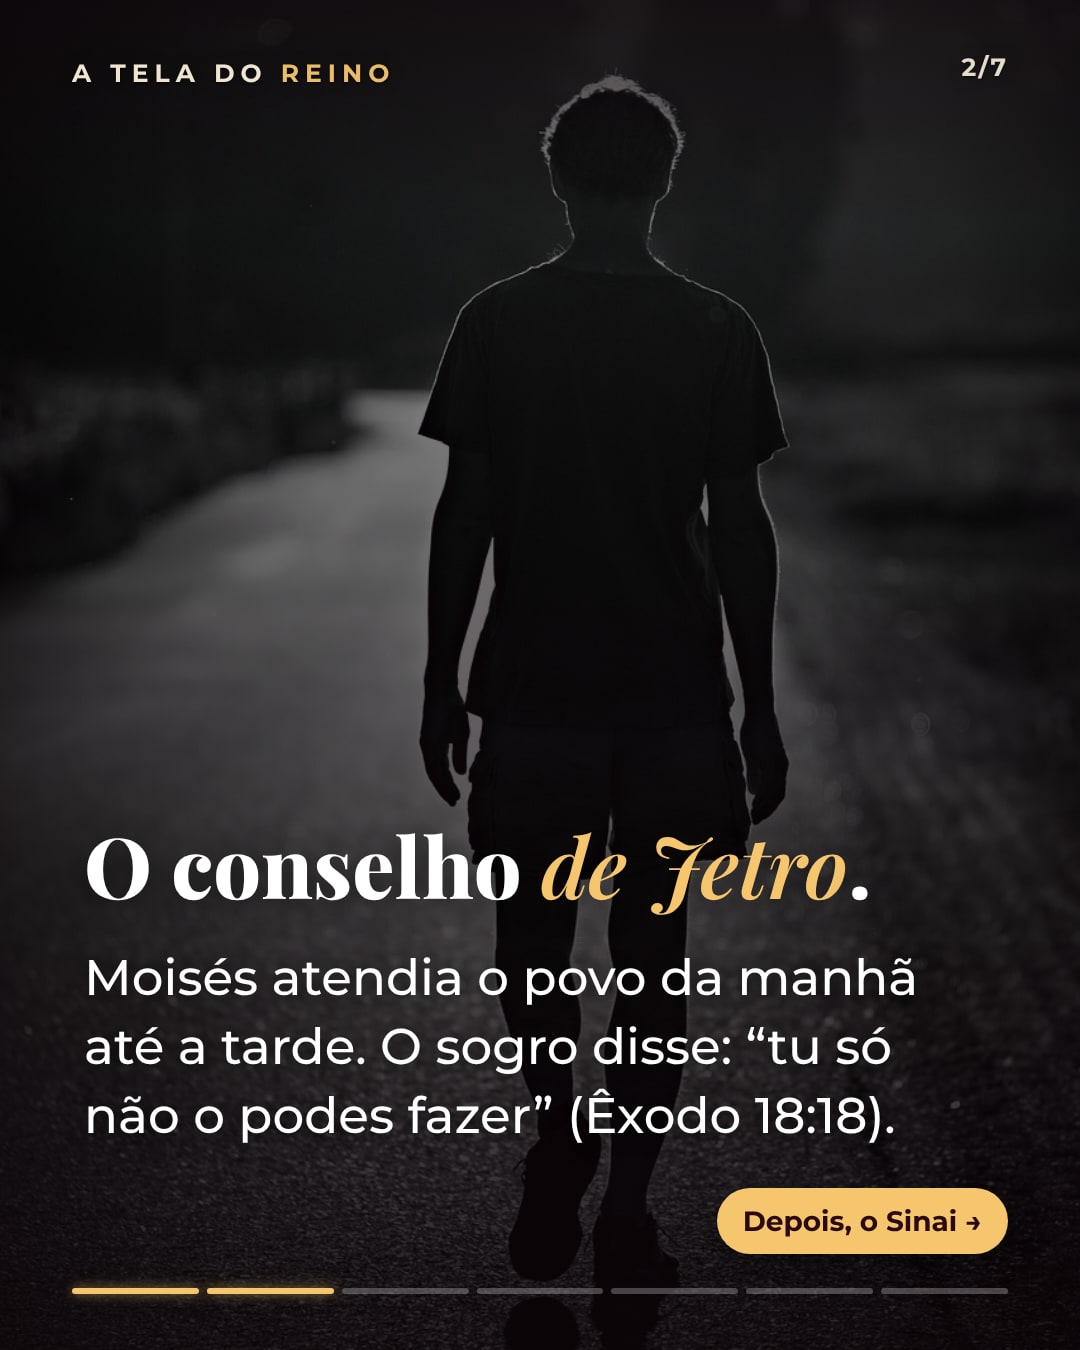 A TELA DO REINO
2/7
O conselho de Jetro.
Moisés atendia o povo da manhã
até a tarde. O sogro disse: “tu só
não o podes fazer” (Êxodo 18:18).
Depois, o Sinai →